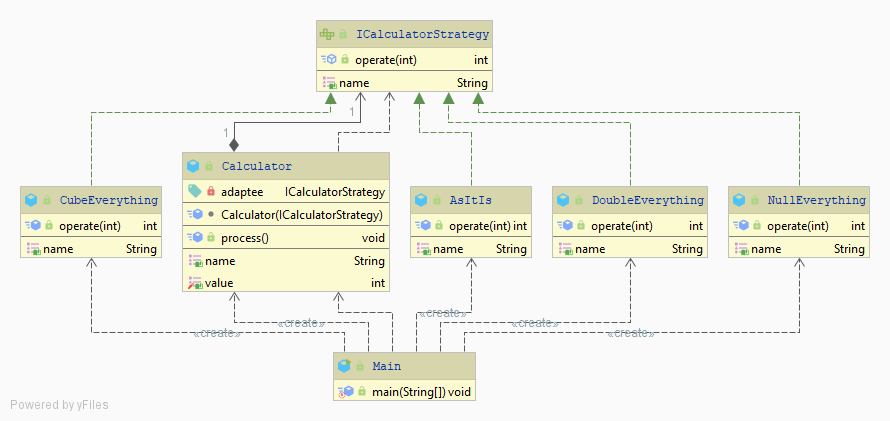 ICalculatorStrategy
operate(int) int
name String
1
1
Calculator
adaptee ICalculatorStrategy
Calculator(ICalculatorStrategy)
process() void
name String
value int
CubeEverything
operate(int) int
name String
AsItIs
operate(int) int
name String
DoubleEverything
operate(int) int
name String
NullEverything
operate(int) int
name String
«create»
«create»
«create»
«create»
«create»
Main
main(String[]) void
Powered by yFiles